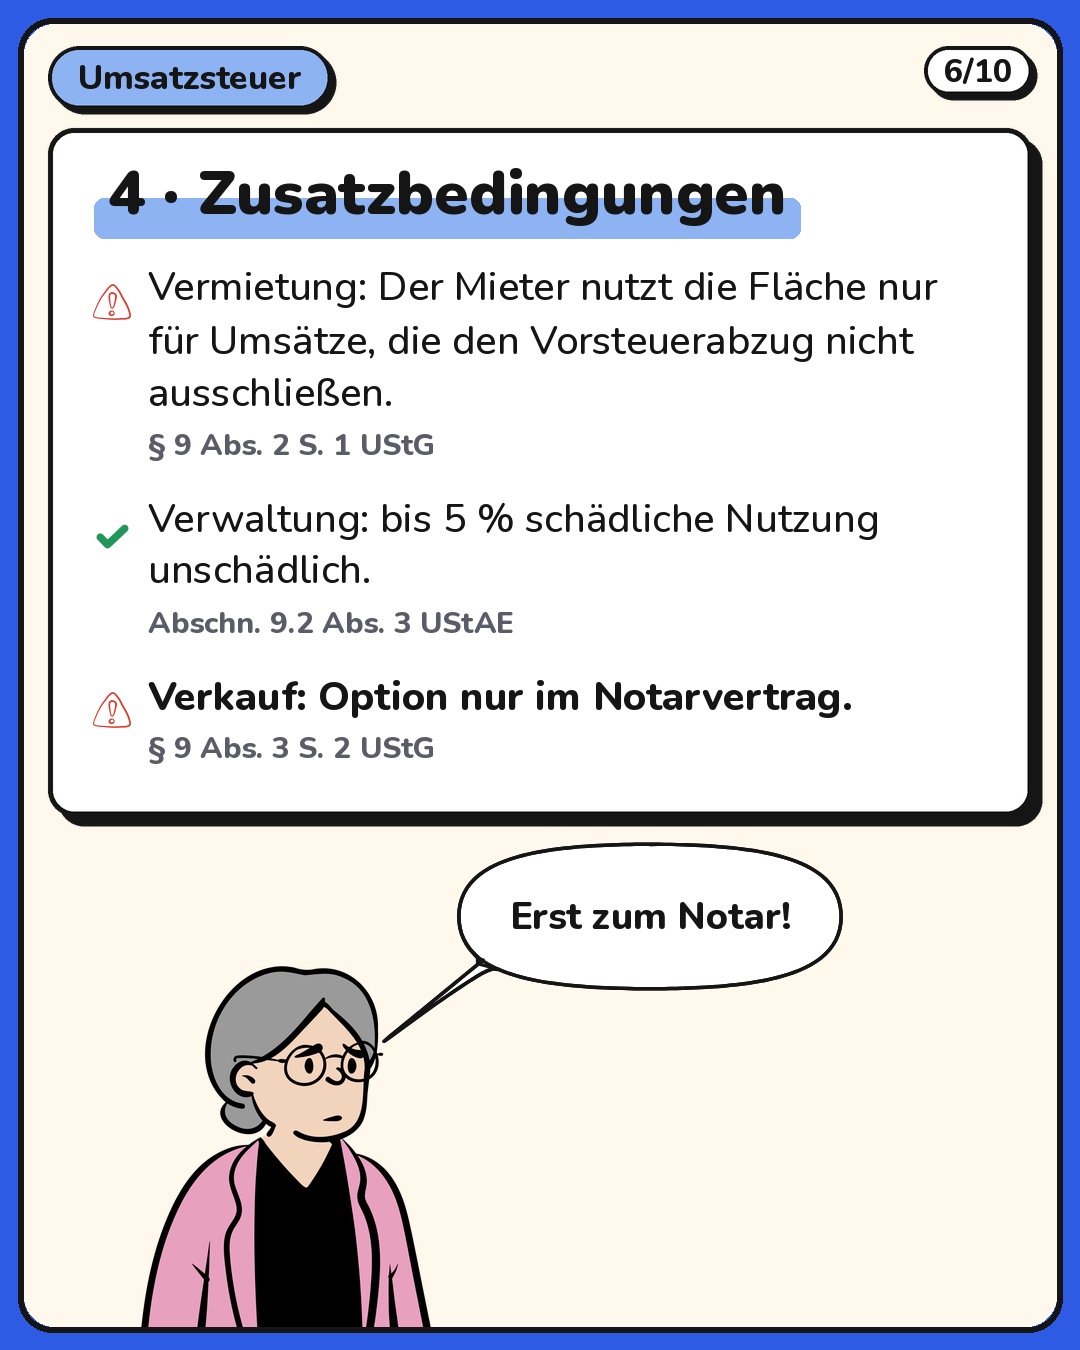 Umsatzsteuer
6/10
4 · Zusatzbedingungen
Vermietung: Der Mieter nutzt die Fläche nur
für Umsätze, die den Vorsteuerabzug nicht
ausschließen.
§ 9 Abs. 2 S. 1 UStG
Verwaltung: bis 5 % schädliche Nutzung
unschädlich.
Abschn. 9.2 Abs. 3 UStAE
Verkauf: Option nur im Notarvertrag.
§ 9 Abs. 3 S. 2 UStG
Erst zum Notar!